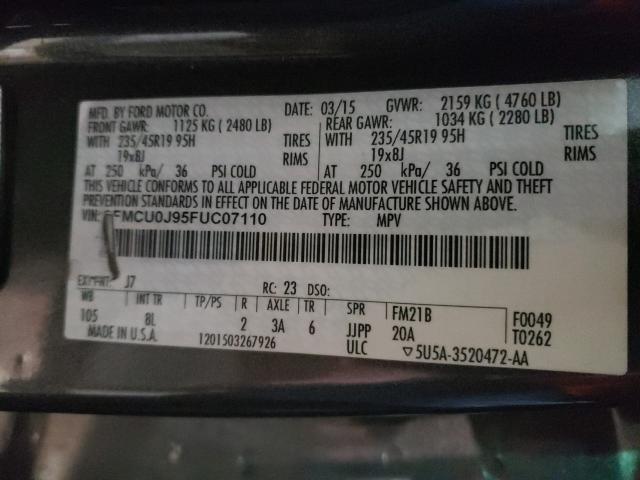 MFD. BY FORD MOTOR CO. DATE: 03/15 GVWR: 2159 KG ( 4760 LB)
FRONT GAWR: 1125 KG ( 2480 LB) REAR GAWR: 1034 KG ( 2280 LB)
WITH 235/45R19 95H TIRES WITH 235/45R19 95H TIRES
19x8J RIMS 19x8J RIMS
AT 250 kPa/ 36 PSI COLD AT 250 kPa/ 36 PSI COLD
THIS VEHICLE CONFORMS TO ALL APPLICABLE FEDERAL MOTOR VEHICLE SAFETY AND THEFT
PREVENTION STANDARDS IN EFFECT ON THE DATE OF MANUFACTURE SHOWN ABOVE.
VIN: FMCU0J95FUC07110 TYPE: MPV
EXT PNT: J7 RC: 23 DSO:
WB INT TR TP/PS R AXLE TR SPR FM21B F0049
105 8L 2 3A 6 JJPP 20A T0262
MADE IN U.S.A. 1201503267926 ULC ▽5U5A-3520472-AA